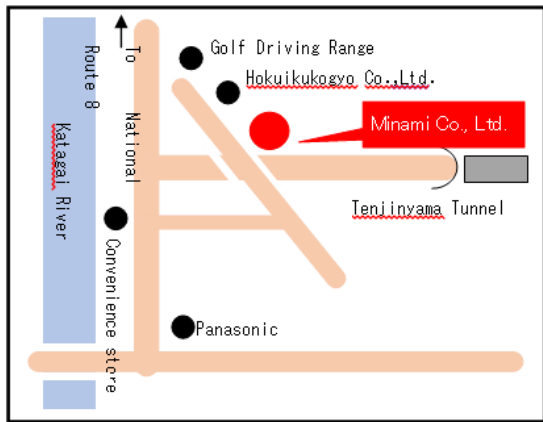 To National
Route 8
Golf Driving Range
Hokuikukogyo Co.,Ltd.
Minami Co., Ltd.
Katagai River
Tenjinyama Tunnel
Convenience store
Panasonic